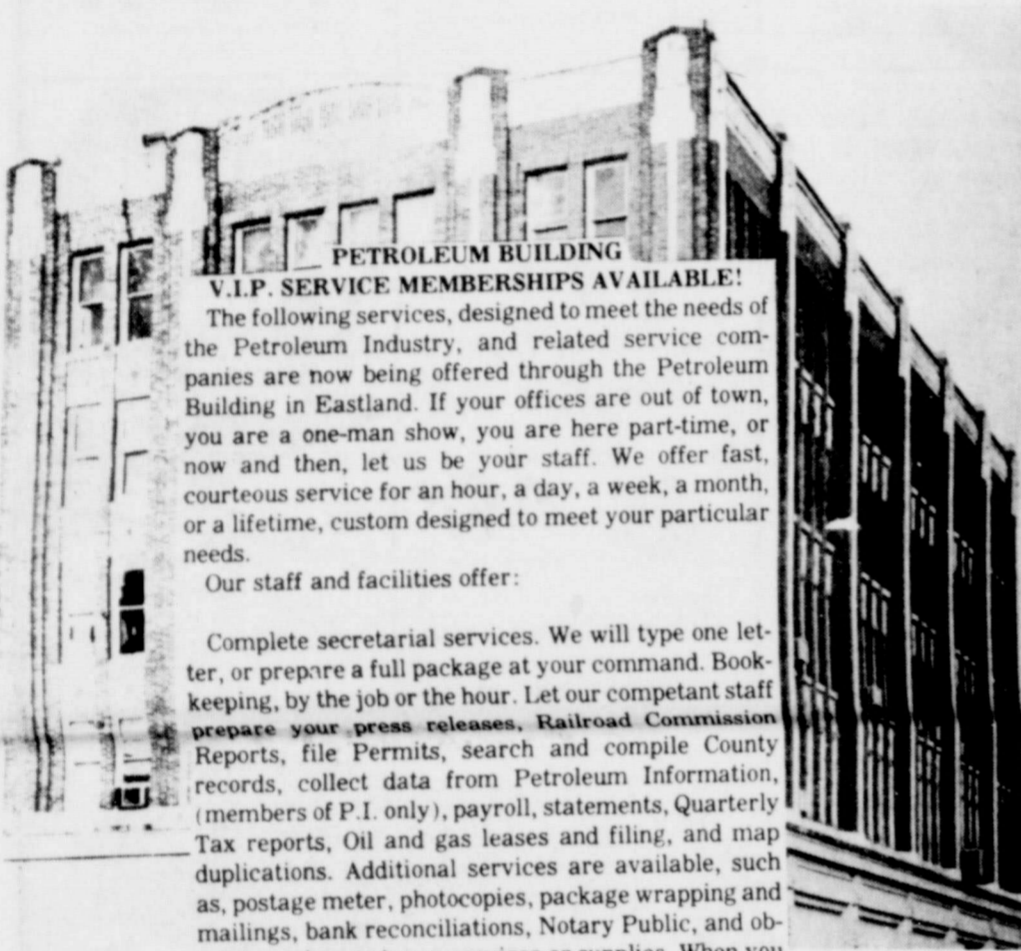 PETROLEUM BUILDING
V.I.P. SERVICE MEMBERSHIPS AVAILABLE!
The following services, designed to meet the needs of
the Petroleum Industry, and related service com-
panies are now being offered through the Petroleum
Building in Eastland. If your offices are out of town,
you are a one-man show, you are here part-time, or
now and then, let us be your staff. We offer fast,
courteous service for an hour, a day, a week, a month,
or a lifetime, custom designed to meet your particular
needs.
Our staff and facilities offer:
Complete secretarial services. We will type one let-
ter, or prepare a full package at your command. Book-
keeping, by the job or the hour. Let our competant staff
prepare your press releases, Railroad Commission
Reports, file Permits, search and compile County
records, collect data from Petroleum Information,
(members of P.I. only), payroll, statements, Quarterly
Tax reports, Oil and gas leases and filing, and map
duplications. Additional services are available, such
as, postage meter, photocopies, package wrapping and
mailings, bank reconciliations, Notary Public, and ob-
supplies. When you